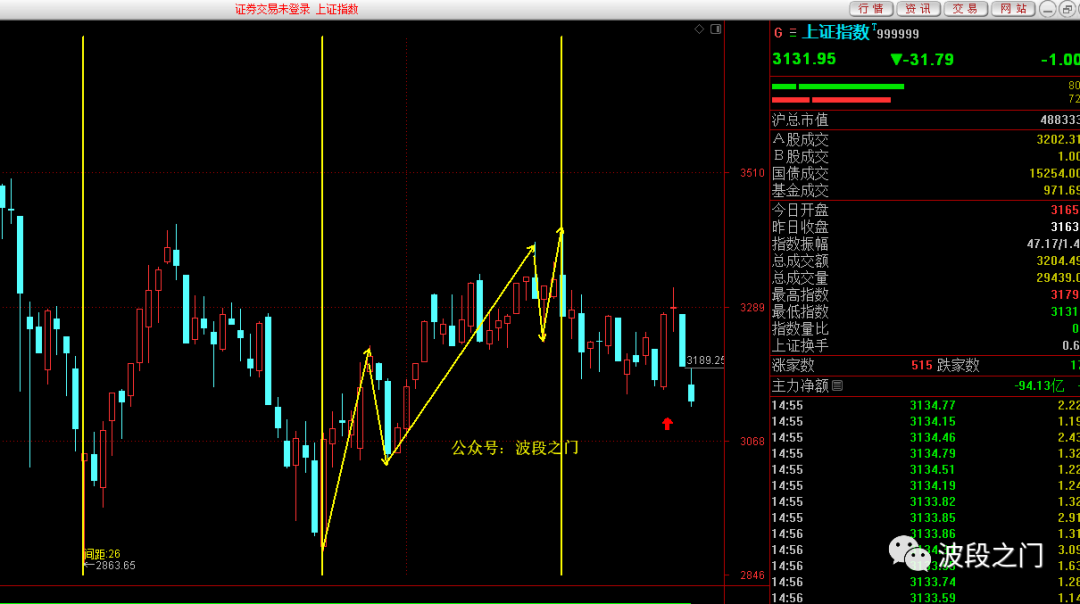 证券交易未登录 上证指数
行情 资讯 交易 网站
G 上证指数 999999
3131.95 ▼-31.79 -1.00
80
72
沪总市值 488333
A股成交 3202.31
B股成交 1.00
国债成交 15254.00
基金成交 971.69
今日开盘 3165
昨日收盘 3163
指数振幅 47.17/1.4
总成交额 3204.49
总成交量 29439.0
最高指数 3179
最低指数 3131
指数量比 0
上证换手 0.6
涨家数 515 跌家数 17
主力净额 -94.13亿
14:55 3134.77 2.22
14:55 3134.15 1.19
14:55 3134.46 2.43
14:55 3134.79 1.32
14:55 3134.51 1.22
14:55 3134.19 1.24
14:55 3133.82 1.32
14:55 3133.85 2.91
14:56 3133.86 1.31
14:56 3.09
14:56 1.63
14:56 3133.74 1.28
14:56 3133.59 1.14
3510
3289
3189.25
3068
2846
公众号：波段之门
间距:26
←2863.65
波段之门